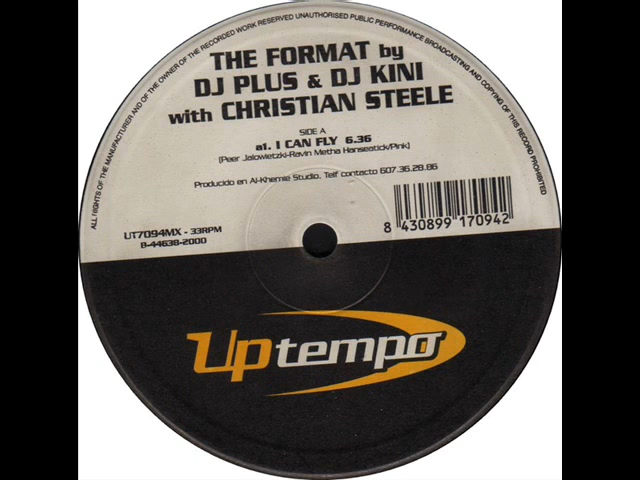 ALL RIGHTS OF THE MANUFACTURER AND OF THE OWNER OF THE RECORDED WORK RESERVED UNAUTHORISED PUBLIC PERFORMANCE BROADCASTING AND COPYING OF THIS RECORD PROHIBITED
THE FORMAT by
DJ PLUS & DJ KINI
with CHRISTIAN STEELE
SIDE A
a1. I CAN FLY 6.36
(Peer Jalowietzki-Ravin Metha Hanseatick/Pink)
Producido en Al-Khemie Studio. Telf contacto 607.36.28.86
UT7094MX - 33RPM
B-44638-2000
8 430899 170942
Uptempo